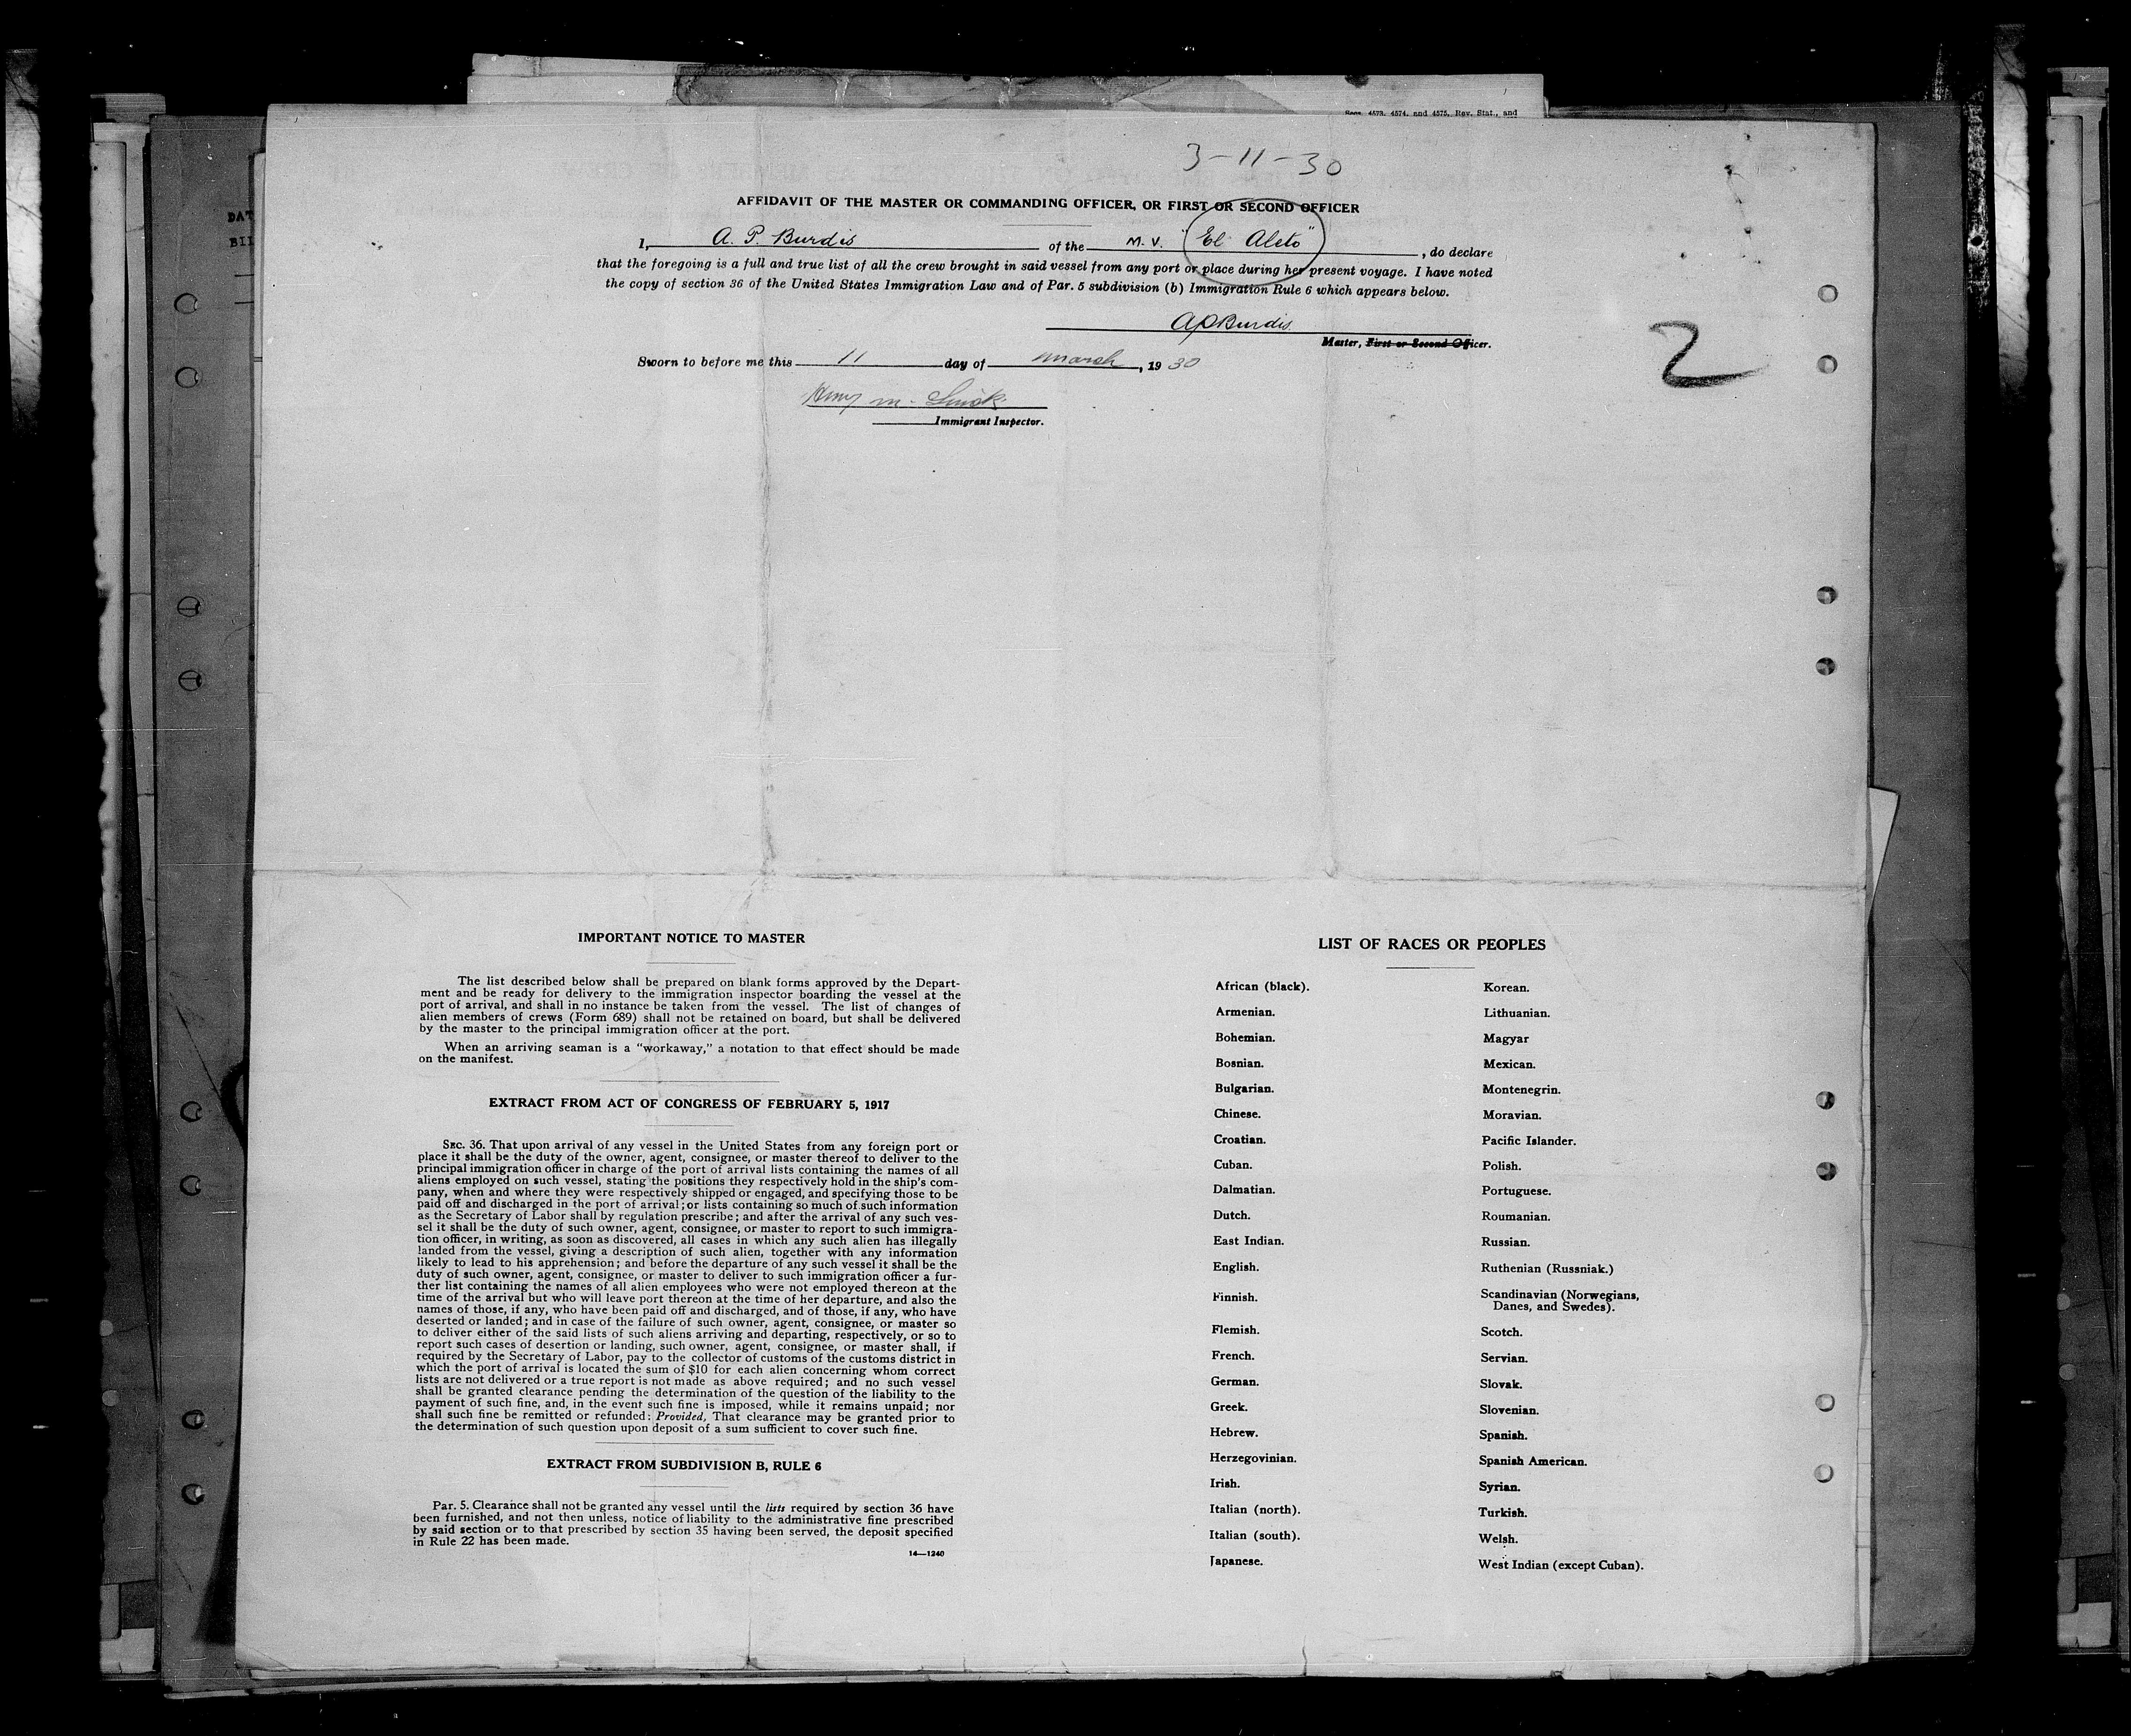 Secs. 4573, 4574, and 4575, Rev. Stat., and
3-11-30
DAT
BIL
AFFIDAVIT OF THE MASTER OR COMMANDING OFFICER, OR FIRST OR SECOND OFFICER
I, A. P. Burdis of the M. V. "El Aleto", do declare
that the foregoing is a full and true list of all the crew brought in said vessel from any port or place during her present voyage. I have noted
the copy of section 36 of the United States Immigration Law and of Par. 5 subdivision (b) Immigration Rule 6 which appears below.
A P Burdis.
Master, First or Second Officer.
2
Sworn to before me this 11 day of March, 1930
m.
Immigrant Inspector.
IMPORTANT NOTICE TO MASTER
The list described below shall be prepared on blank forms approved by the Depart-
ment and be ready for delivery to the immigration inspector boarding the vessel at the
port of arrival, and shall in no instance be taken from the vessel. The list of changes of
alien members of crews (Form 689) shall not be retained on board, but shall be delivered
by the master to the principal immigration officer at the port.
When an arriving seaman is a "workaway," a notation to that effect should be made
on the manifest.
EXTRACT FROM ACT OF CONGRESS OF FEBRUARY 5, 1917
SEC. 36. That upon arrival of any vessel in the United States from any foreign port or
place it shall be the duty of the owner, agent, consignee, or master thereof to deliver to the
principal immigration officer in charge of the port of arrival lists containing the names of all
aliens employed on such vessel, stating the positions they respectively hold in the ship's com-
pany, when and where they were respectively shipped or engaged, and specifying those to be
paid off and discharged in the port of arrival; or lists containing so much of such information
as the Secretary of Labor shall by regulation prescribe; and after the arrival of any such ves-
sel it shall be the duty of such owner, agent, consignee, or master to report to such immigra-
tion officer, in writing, as soon as discovered, all cases in which any such alien has illegally
landed from the vessel, giving a description of such alien, together with any information
likely to lead to his apprehension; and before the departure of any such vessel it shall be the
duty of such owner, agent, consignee, or master to deliver to such immigration officer a fur-
ther list containing the names of all alien employees who were not employed thereon at the
time of the arrival but who will leave port thereon at the time of her departure, and also the
names of those, if any, who have been paid off and discharged, and of those, if any, who have
deserted or landed; and in case of the failure of such owner, agent, consignee, or master so
to deliver either of the said lists of such aliens arriving and departing, respectively, or so to
report such cases of desertion or landing, such owner, agent, consignee, or master shall, if
required by the Secretary of Labor, pay to the collector of customs of the customs district in
which the port of arrival is located the sum of $10 for each alien concerning whom correct
lists are not delivered or a true report is not made as above required; and no such vessel
shall be granted clearance pending the determination of the question of the liability to the
payment of such fine, and, in the event such fine is imposed, while it remains unpaid; nor
shall such fine be remitted or refunded: Provided, That clearance may be granted prior to
the determination of such question upon deposit of a sum sufficient to cover such fine.
EXTRACT FROM SUBDIVISION B, RULE 6
Par. 5. Clearance shall not be granted any vessel until the lists required by section 36 have
been furnished, and not then unless, notice of liability to the administrative fine prescribed
by said section or to that prescribed by section 35 having been served, the deposit specified
in Rule 22 has been made.
14—1240
LIST OF RACES OR PEOPLES
African (black).
Armenian.
Bohemian.
Bosnian.
Bulgarian.
Chinese.
Croatian.
Cuban.
Dalmatian.
Dutch.
East Indian.
English.
Finnish.
Flemish.
French.
German.
Greek.
Hebrew.
Herzegovinian.
Irish.
Italian (north).
Italian (south).
Japanese.
Korean.
Lithuanian.
Magyar
Mexican.
Montenegrin.
Moravian.
Pacific Islander.
Polish.
Portuguese.
Roumanian.
Russian.
Ruthenian (Russniak.)
Scandinavian (Norwegians,
Danes, and Swedes).
Scotch.
Servian.
Slovak.
Slovenian.
Spanish.
Spanish American.
Syrian.
Turkish.
Welsh.
West Indian (except Cuban).